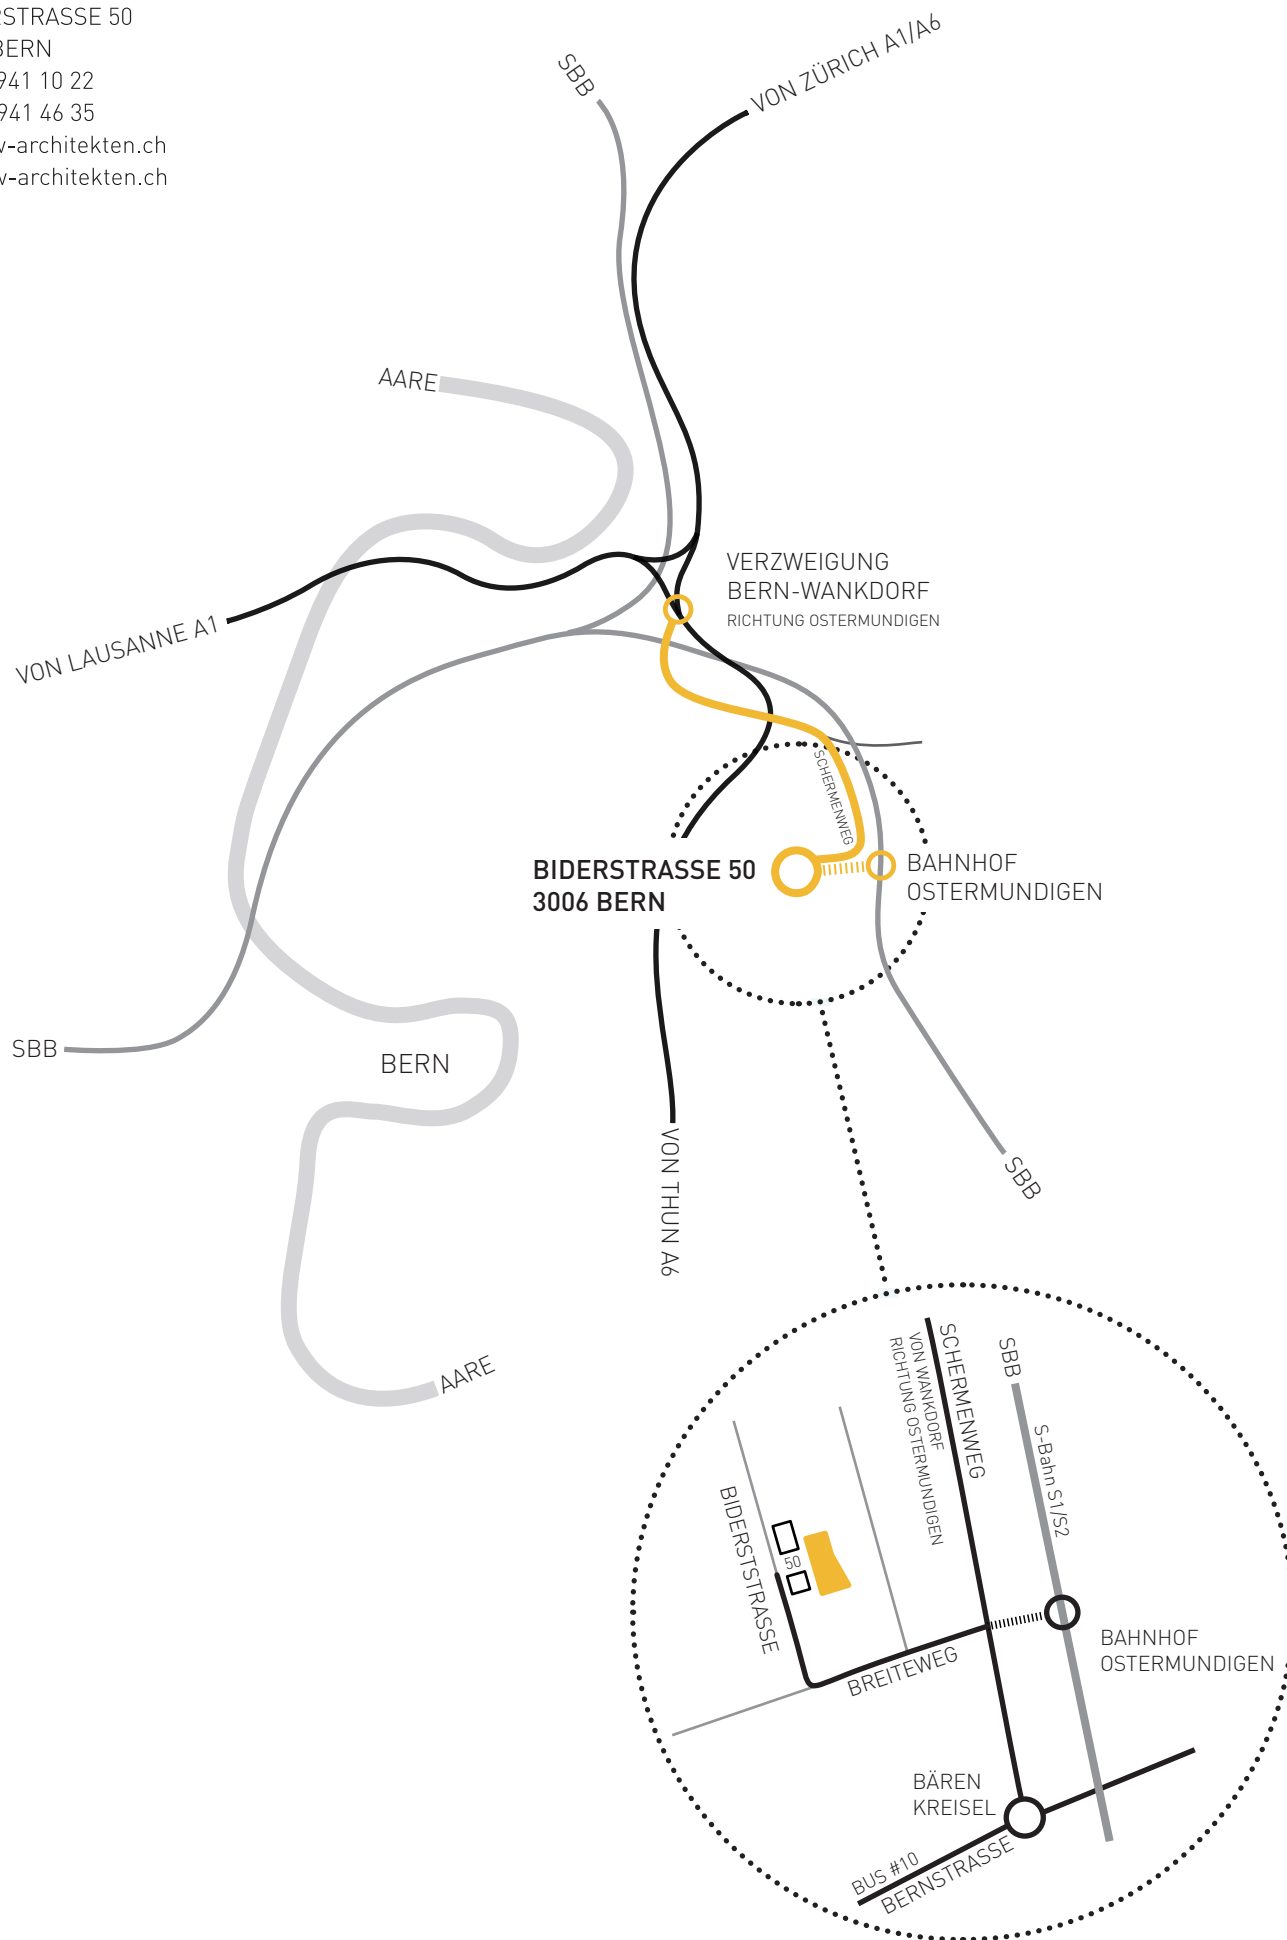 RSTRASSE 50
BERN
941 10 22
941 46 35
w-architekten.ch
w-architekten.ch
SBB
VON ZÜRICH A1/A6
AARE
VERZWEIGUNG
BERN-WANKDORF
RICHTUNG OSTERMUNDIGEN
VON LAUSANNE A1
SCHERMENWEG
BIDERSTRASSE 50
3006 BERN
BAHNHOF
OSTERMUNDIGEN
SBB
BERN
VON THUN A6
SBB
AARE
SCHERMENWEG
VON WANKDORF
RICHTUNG OSTERMUNDIGEN
SBB
S-Bahn S1/S2
BIDERSTSTRASSE
50
BREITEWEG
BAHNHOF
OSTERMUNDIGEN
BÄREN
KREISEL
BUS #10
BERNSTRASSE